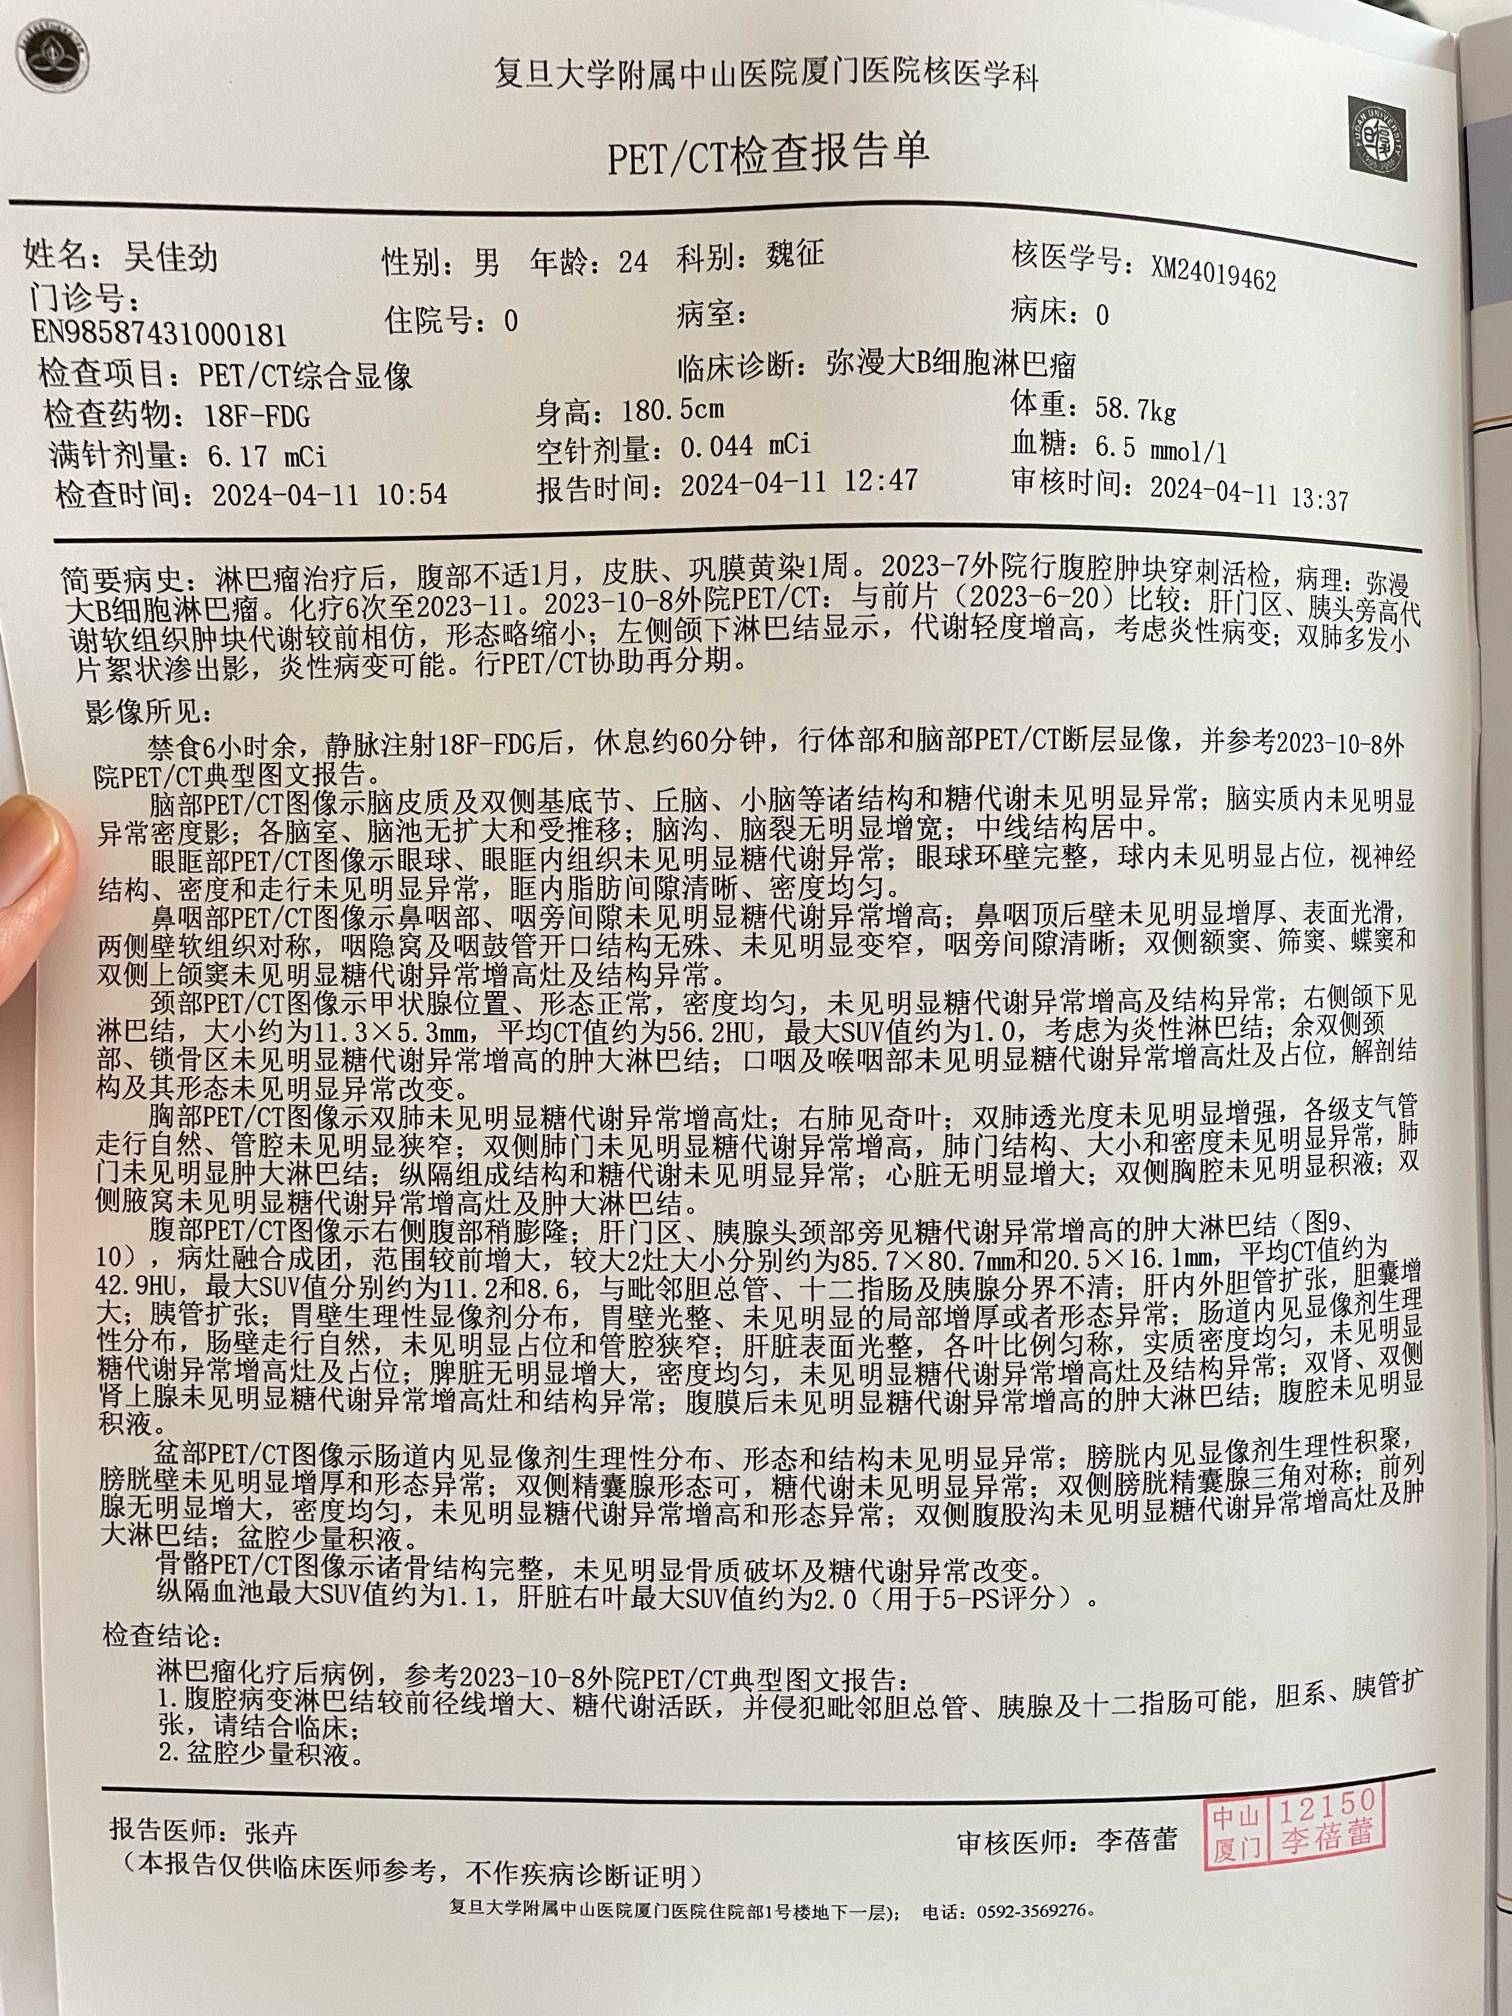 复旦大学附属中山医院厦门医院核医学科
PET/CT检查报告单
姓名：吴佳劲 性别：男 年龄：24 科别：魏征 核医学号：XM24019462
门诊号：
EN98587431000181 住院号：0 病室： 病床：0
检查项目：PET/CT综合显像 临床诊断：弥漫大B细胞淋巴瘤
检查药物：18F-FDG 身高：180.5cm 体重：58.7kg
满针剂量：6.17 mCi 空针剂量：0.044 mCi 血糖：6.5 mmol/l
检查时间：2024-04-11 10:54 报告时间：2024-04-11 12:47 审核时间：2024-04-11 13:37
简要病史：淋巴瘤治疗后，腹部不适1月，皮肤、巩膜黄染1周。2023-7外院行腹腔肿块穿刺活检，病理：弥漫
大B细胞淋巴瘤。化疗6次至2023-11。2023-10-8外院PET/CT：与前片（2023-6-20）比较：肝门区、胰头旁高代
谢软组织肿块代谢较前相仿，形态略缩小；左侧颌下淋巴结显示，代谢轻度增高，考虑炎性病变；双肺多发小
片絮状渗出影，炎性病变可能。行PET/CT协助再分期。
影像所见：
禁食6小时余，静脉注射18F-FDG后，休息约60分钟，行体部和脑部PET/CT断层显像，并参考2023-10-8外
院PET/CT典型图文报告。
脑部PET/CT图像示脑皮质及双侧基底节、丘脑、小脑等诸结构和糖代谢未见明显异常；脑实质内未见明显
异常密度影；各脑室、脑池无扩大和受推移；脑沟、脑裂无明显增宽；中线结构居中。
眼眶部PET/CT图像示眼球、眼眶内组织未见明显糖代谢异常；眼球环壁完整，球内未见明显占位，视神经
结构、密度和走行未见明显异常，眶内脂肪间隙清晰、密度均匀。
鼻咽部PET/CT图像示鼻咽部、咽旁间隙未见明显糖代谢异常增高；鼻咽顶后壁未见明显增厚、表面光滑，
两侧壁软组织对称，咽隐窝及咽鼓管开口结构无殊、未见明显变窄，咽旁间隙清晰；双侧额窦、筛窦、蝶窦和
双侧上颌窦未见明显糖代谢异常增高灶及结构异常。
颈部PET/CT图像示甲状腺位置、形态正常，密度均匀，未见明显糖代谢异常增高及结构异常；右侧颌下见
淋巴结，大小约为11.3×5.3mm，平均CT值约为56.2HU，最大SUV值约为1.0，考虑为炎性淋巴结；余双侧颈
部、锁骨区未见明显糖代谢异常增高的肿大淋巴结；口咽及喉咽部未见明显糖代谢异常增高灶及占位，解剖结
构及其形态未见明显异常改变。
胸部PET/CT图像示双肺未见明显糖代谢异常增高灶；右肺见奇叶；双肺透光度未见明显增强，各级支气管
走行自然、管腔未见明显狭窄；双侧肺门未见明显糖代谢异常增高，肺门结构、大小和密度未见明显异常，肺
门未见明显肿大淋巴结；纵隔组成结构和糖代谢未见明显异常；心脏无明显增大；双侧胸腔未见明显积液；双
侧腋窝未见明显糖代谢异常增高灶及肿大淋巴结。
腹部PET/CT图像示右侧腹部稍膨隆；肝门区、胰腺头颈部旁见糖代谢异常增高的肿大淋巴结（图9、
10），病灶融合成团，范围较前增大，较大2灶大小分别约为85.7×80.7mm和20.5×16.1mm，平均CT值约为
42.9HU，最大SUV值分别约为11.2和8.6，与毗邻胆总管、十二指肠及胰腺分界不清；肝内外胆管扩张，胆囊增
大；胰管扩张；胃壁生理性显像剂分布，胃壁光整、未见明显的局部增厚或者形态异常；肠道内见显像剂生理
性分布，肠壁走行自然，未见明显占位和管腔狭窄；肝脏表面光整，各叶比例匀称，实质密度均匀，未见明显
糖代谢异常增高灶及占位；脾脏无明显增大，密度均匀，未见明显糖代谢异常增高灶及结构异常；双肾、双侧
肾上腺未见明显糖代谢异常增高灶和结构异常；腹膜后未见明显糖代谢异常增高的肿大淋巴结；腹腔未见明显
积液。
盆部PET/CT图像示肠道内见显像剂生理性分布、形态和结构未见明显异常；膀胱内见显像剂生理性积聚，
膀胱壁未见明显增厚和形态异常；双侧精囊腺形态可，糖代谢未见明显异常；双侧膀胱精囊腺三角对称；前列
腺无明显增大，密度均匀，未见明显糖代谢异常增高和形态异常；双侧腹股沟未见明显糖代谢异常增高灶及肿
大淋巴结；盆腔少量积液。
骨骼PET/CT图像示诸骨结构完整，未见明显骨质破坏及糖代谢异常改变。
纵隔血池最大SUV值约为1.1，肝脏右叶最大SUV值约为2.0（用于5-PS评分）。
检查结论：
淋巴瘤化疗后病例，参考2023-10-8外院PET/CT典型图文报告：
1.腹腔病变淋巴结较前径线增大、糖代谢活跃，并侵犯毗邻胆总管、胰腺及十二指肠可能，胆系、胰管扩
张，请结合临床；
2.盆腔少量积液。
报告医师：张卉 审核医师：李蓓蕾
中山厦门 12150 李蓓蕾
（本报告仅供临床医师参考，不作疾病诊断证明）
复旦大学附属中山医院厦门医院住院部1号楼地下一层)； 电话：0592-3569276。